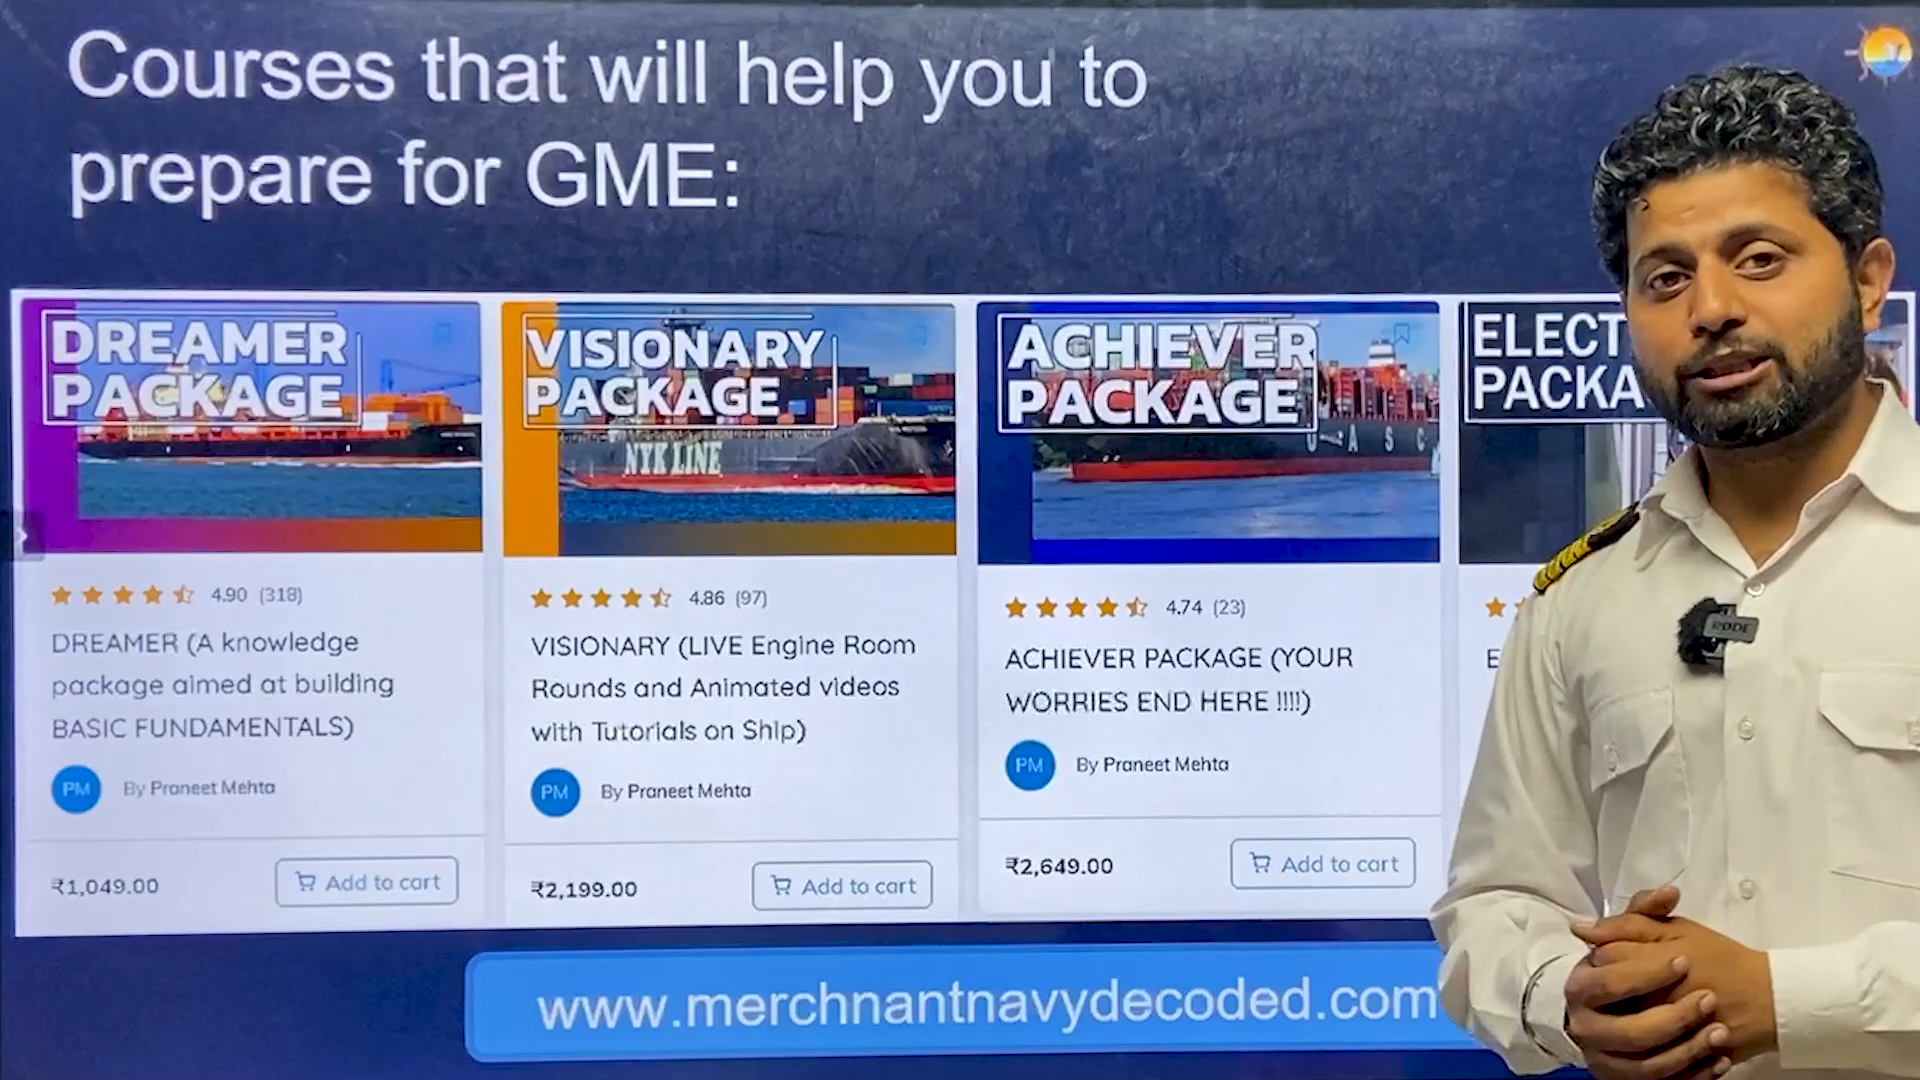 Courses that will help you to
prepare for GME:
DREAMER
PACKAGE
4.90 (318)
DREAMER (A knowledge
package aimed at building
BASIC FUNDAMENTALS)
PM By Praneet Mehta
₹1,049.00 Add to cart
VISIONARY
PACKAGE
NYK LINE
4.86 (97)
VISIONARY (LIVE Engine Room
Rounds and Animated videos
with Tutorials on Ship)
PM By Praneet Mehta
₹2,199.00 Add to cart
ACHIEVER
PACKAGE
U A S C
4.74 (23)
ACHIEVER PACKAGE (YOUR
WORRIES END HERE !!!!)
PM By Praneet Mehta
₹2,649.00 Add to cart
ELECT
PACKA
E
RØDE
www.merchnantnavydecoded.com